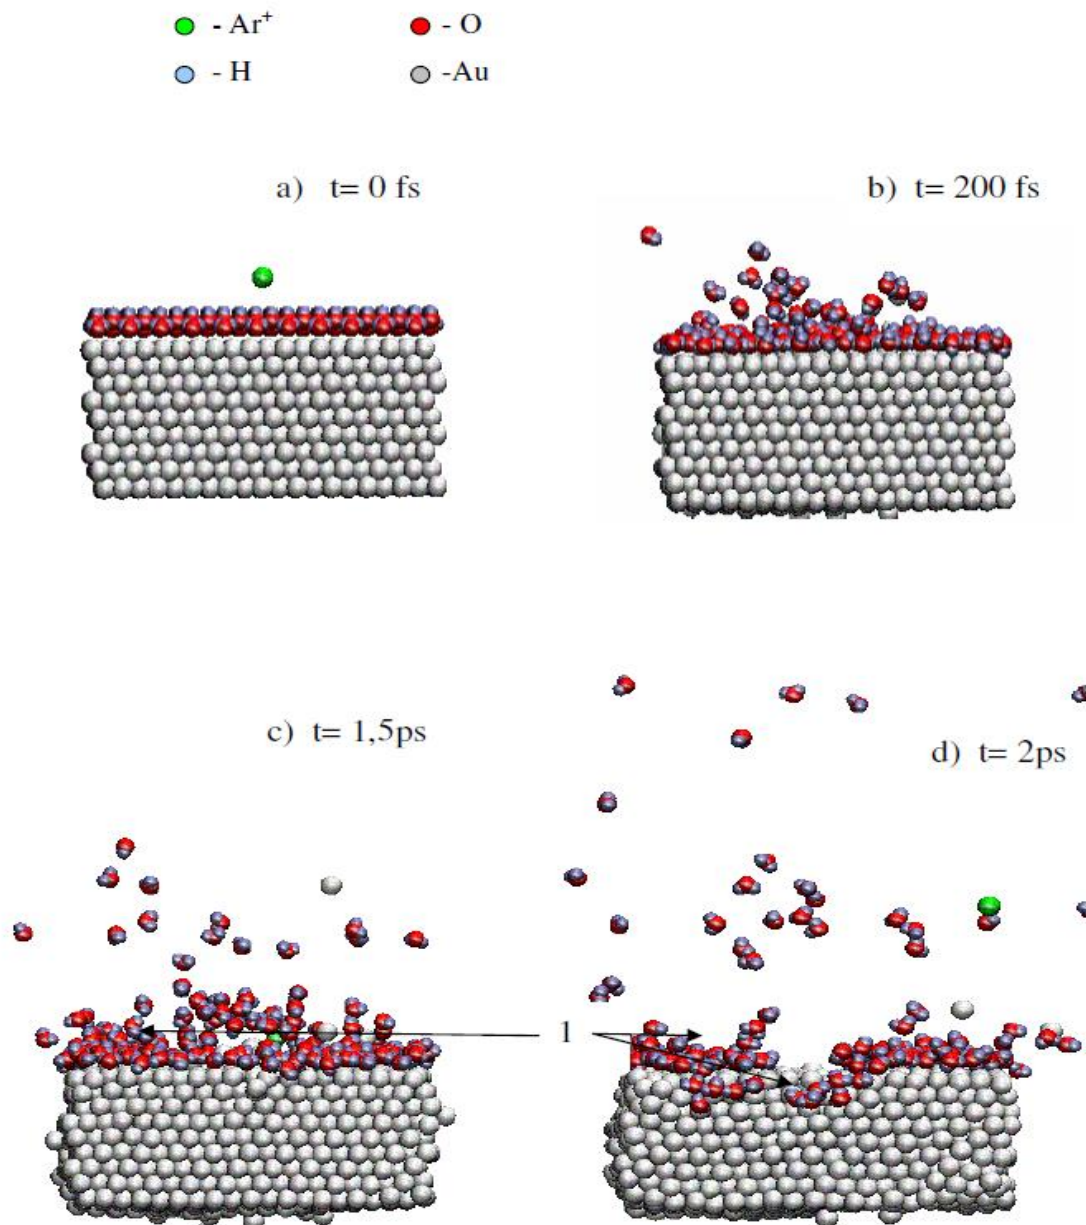 - Ar⁺ - O
- H -Au
a) t= 0 fs
b) t= 200 fs
c) t= 1,5ps
d) t= 2ps
1